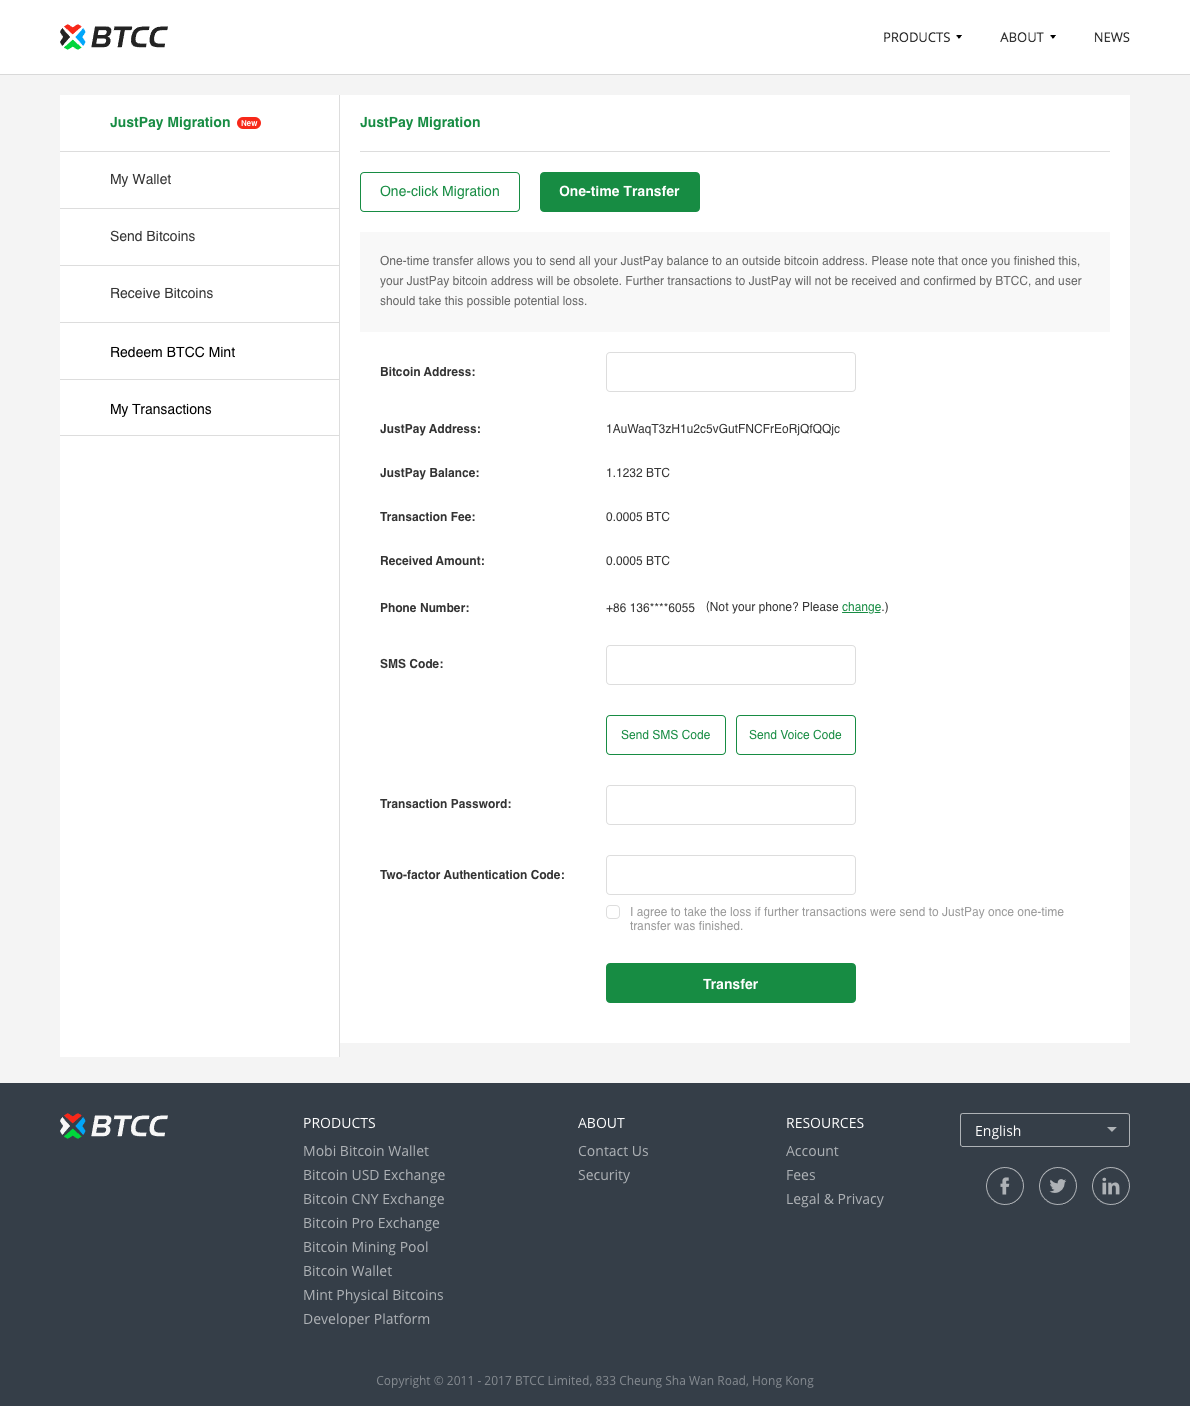 BTCC
PRODUCTS
ABOUT
NEWS
JustPay Migration New
My Wallet
Send Bitcoins
Receive Bitcoins
Redeem BTCC Mint
My Transactions
JustPay Migration
One-click Migration
One-time Transfer
One-time transfer allows you to send all your JustPay balance to an outside bitcoin address. Please note that once you finished this,
your JustPay bitcoin address will be obsolete. Further transactions to JustPay will not be received and confirmed by BTCC, and user
should take this possible potential loss.
Bitcoin Address:
JustPay Address: 1AuWaqT3zH1u2c5vGutFNCFrEoRjQfQQjc
JustPay Balance: 1.1232 BTC
Transaction Fee: 0.0005 BTC
Received Amount: 0.0005 BTC
Phone Number: +86 136****6055 (Not your phone? Please change.)
SMS Code:
Send SMS Code
Send Voice Code
Transaction Password:
Two-factor Authentication Code:
I agree to take the loss if further transactions were send to JustPay once one-time
transfer was finished.
Transfer
BTCC
PRODUCTS
Mobi Bitcoin Wallet
Bitcoin USD Exchange
Bitcoin CNY Exchange
Bitcoin Pro Exchange
Bitcoin Mining Pool
Bitcoin Wallet
Mint Physical Bitcoins
Developer Platform
ABOUT
Contact Us
Security
RESOURCES
Account
Fees
Legal & Privacy
English
Copyright © 2011 - 2017 BTCC Limited, 833 Cheung Sha Wan Road, Hong Kong